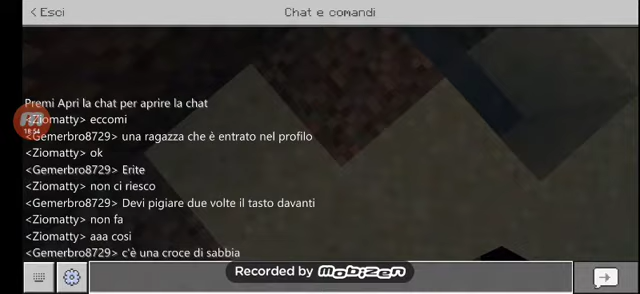 < Esci
Chat e comandi
Premi Apri la chat per aprire la chat
<Ziomatty> eccomi
<Gemerbro8729> una ragazza che è entrato nel profilo
<Ziomatty> ok
<Gemerbro8729> Erite
<Ziomatty> non ci riesco
<Gemerbro8729> Devi pigiare due volte il tasto davanti
<Ziomatty> non fa
<Ziomatty> aaa cosi
<Gemerbro8729> c'è una croce di sabbia
18:54
Recorded by mobizen